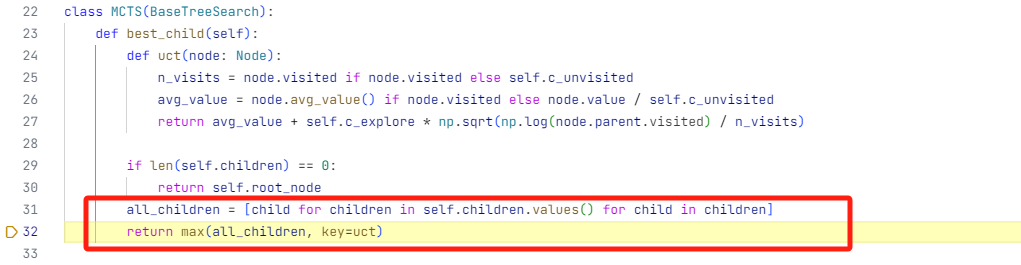 22 class MCTS(BaseTreeSearch):
23     def best_child(self):
24         def uct(node: Node):
25             n_visits = node.visited if node.visited else self.c_unvisited
26             avg_value = node.avg_value() if node.visited else node.value / self.c_unvisited
27             return avg_value + self.c_explore * np.sqrt(np.log(node.parent.visited) / n_visits)
28
29         if len(self.children) == 0:
30             return self.root_node
31         all_children = [child for children in self.children.values() for child in children]
32         return max(all_children, key=uct)
33